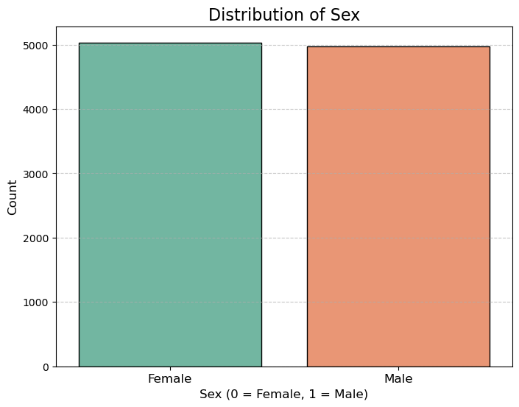 Distribution of Sex
5000
4000
3000
2000
1000
0
Count
Female
Male
Sex (0 = Female, 1 = Male)